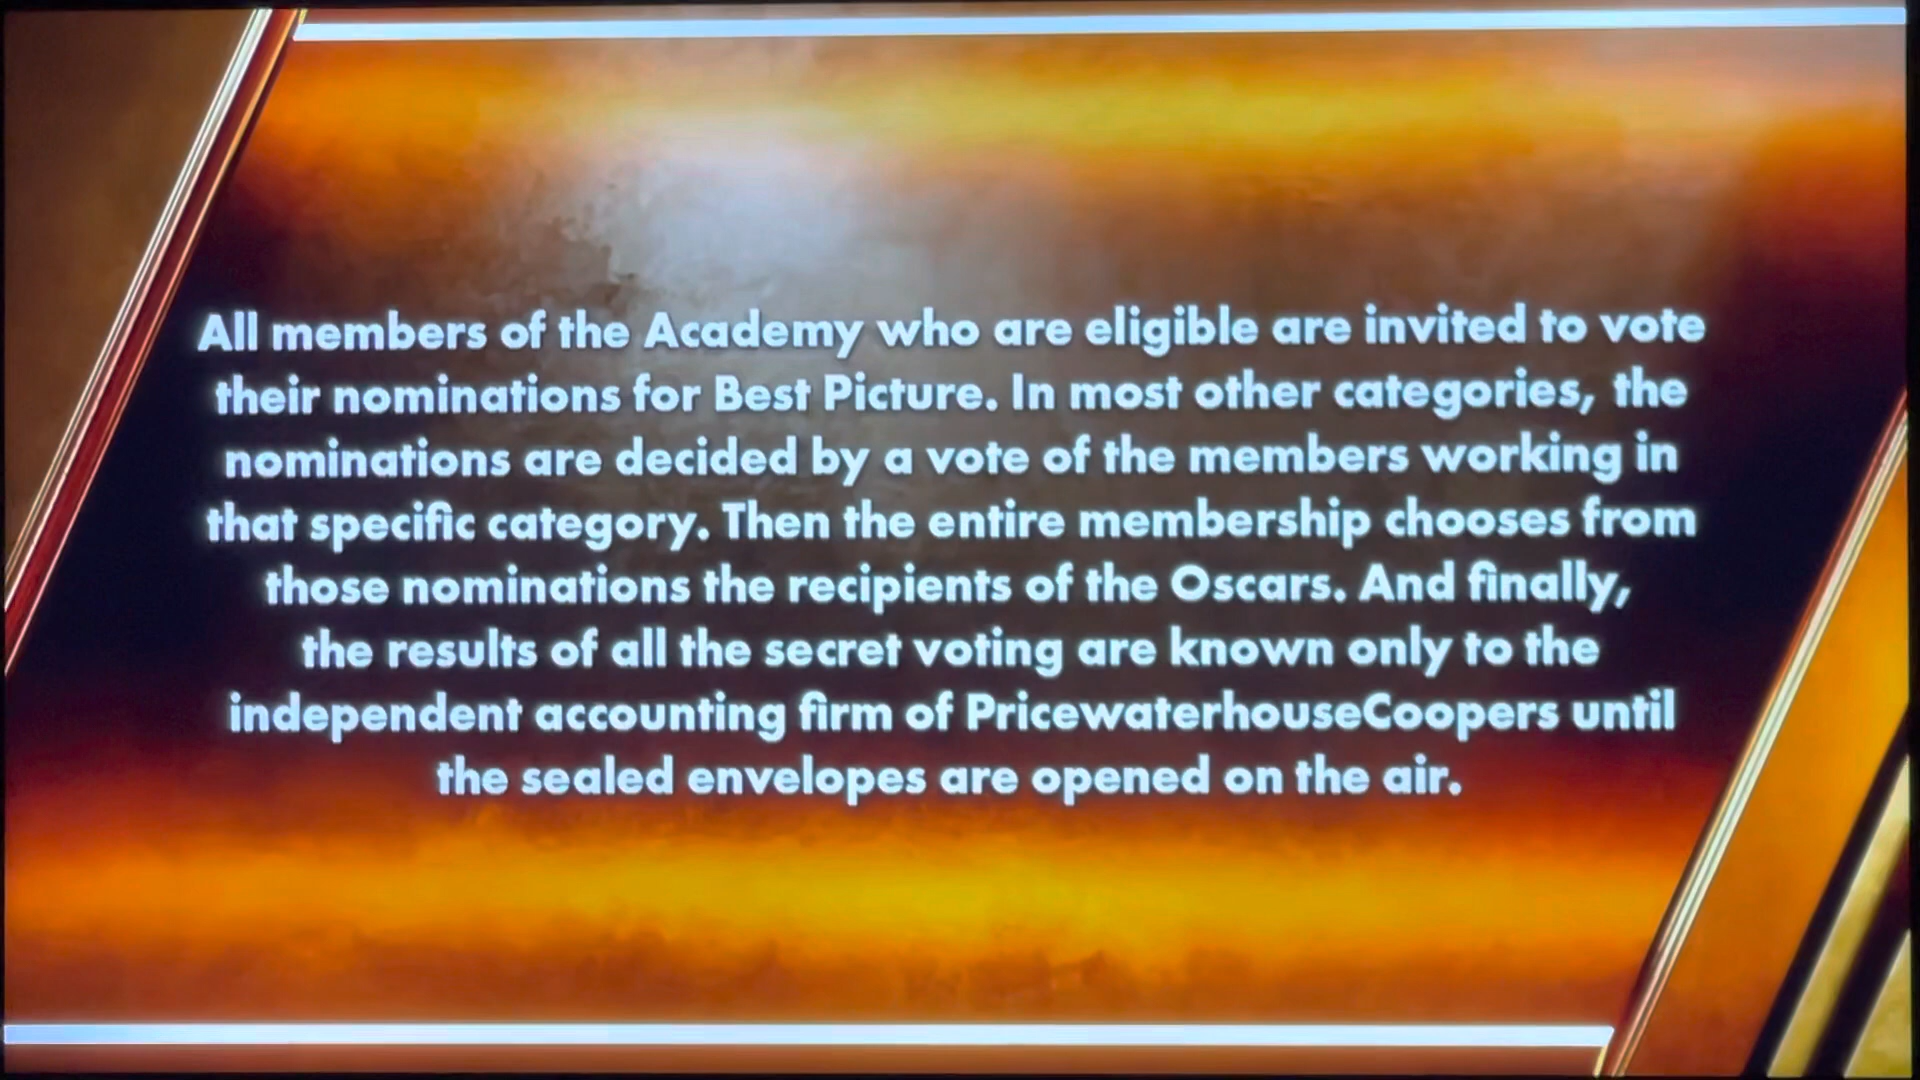 All members of the Academy who are eligible are invited to vote
their nominations for Best Picture. In most other categories, the
nominations are decided by a vote of the members working in
that specific category. Then the entire membership chooses from
those nominations the recipients of the Oscars. And finally,
the results of all the secret voting are known only to the
independent accounting firm of PricewaterhouseCoopers until
the sealed envelopes are opened on the air.